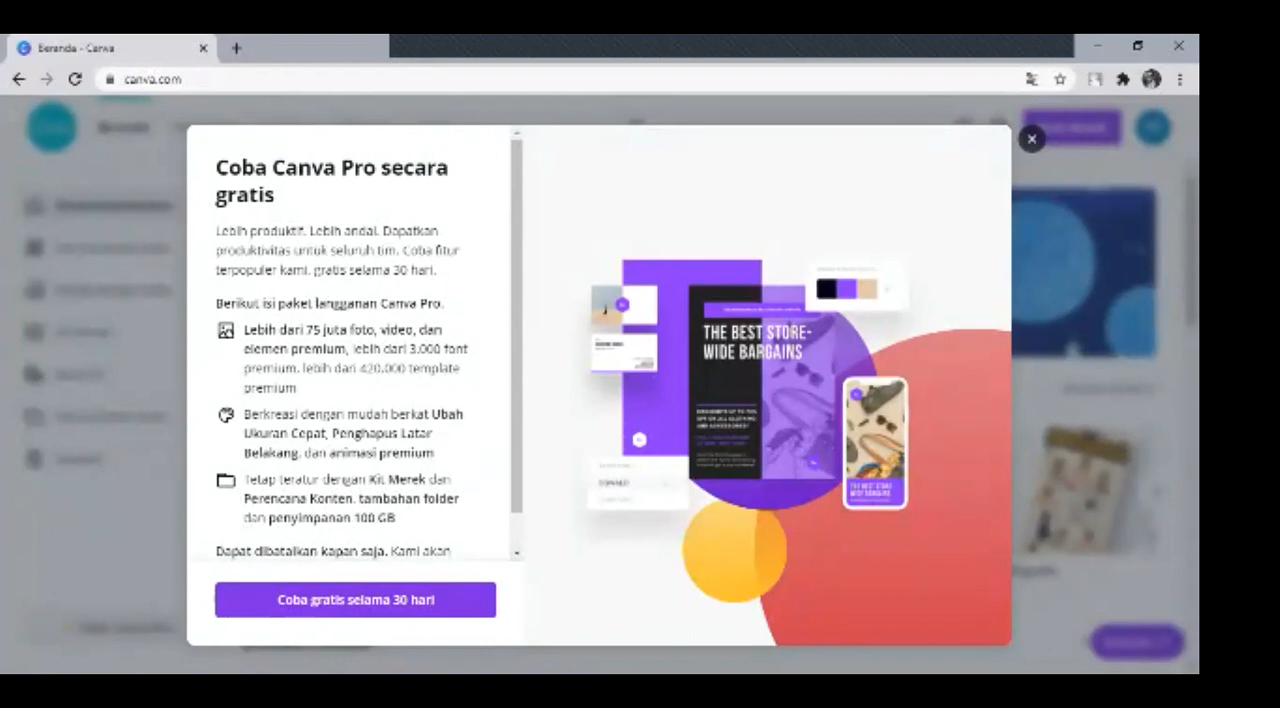 Beranda - Canva
canva.com
Coba Canva Pro secara
gratis
Lebih produktif. Lebih andal. Dapatkan
produktivitas untuk seluruh tim. Coba fitur
terpopuler kami, gratis selama 30 hari.
Berikut isi paket langganan Canva Pro.
Lebih dari 75 juta foto, video, dan
elemen premium, lebih dari 3.000 font
premium, lebih dari 420.000 template
premium
Berkreasi dengan mudah berkat Ubah
Ukuran Cepat, Penghapus Latar
Belakang, dan animasi premium
Tetap teratur dengan Kit Merek dan
Perencana Konten, tambahan folder
dan penyimpanan 100 GB
Dapat dibatalkan kapan saja. Kami akan
Coba gratis selama 30 hari
THE BEST STORE-
WIDE BARGAINS
THE BEST STORE-
WIDE BARGAINS